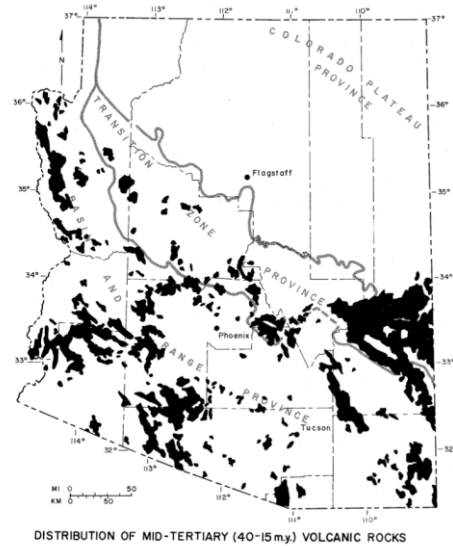 114° 113° 112° 111° 110° 37°
37°
N
COLORADO PLATEAU
PROVINCE
36° 36°
TRANSITION
Flagstaff
35° 35°
BASIN ZONE
34° AND PROVINCE 34°
Phoenix
33° RANGE PROVINCE 33°
Tucson
114° 32° 32°
113°
MI 0 50
KM 0 50
112° 111° 110°
DISTRIBUTION OF MID-TERTIARY (40-15 m.y.) VOLCANIC ROCKS